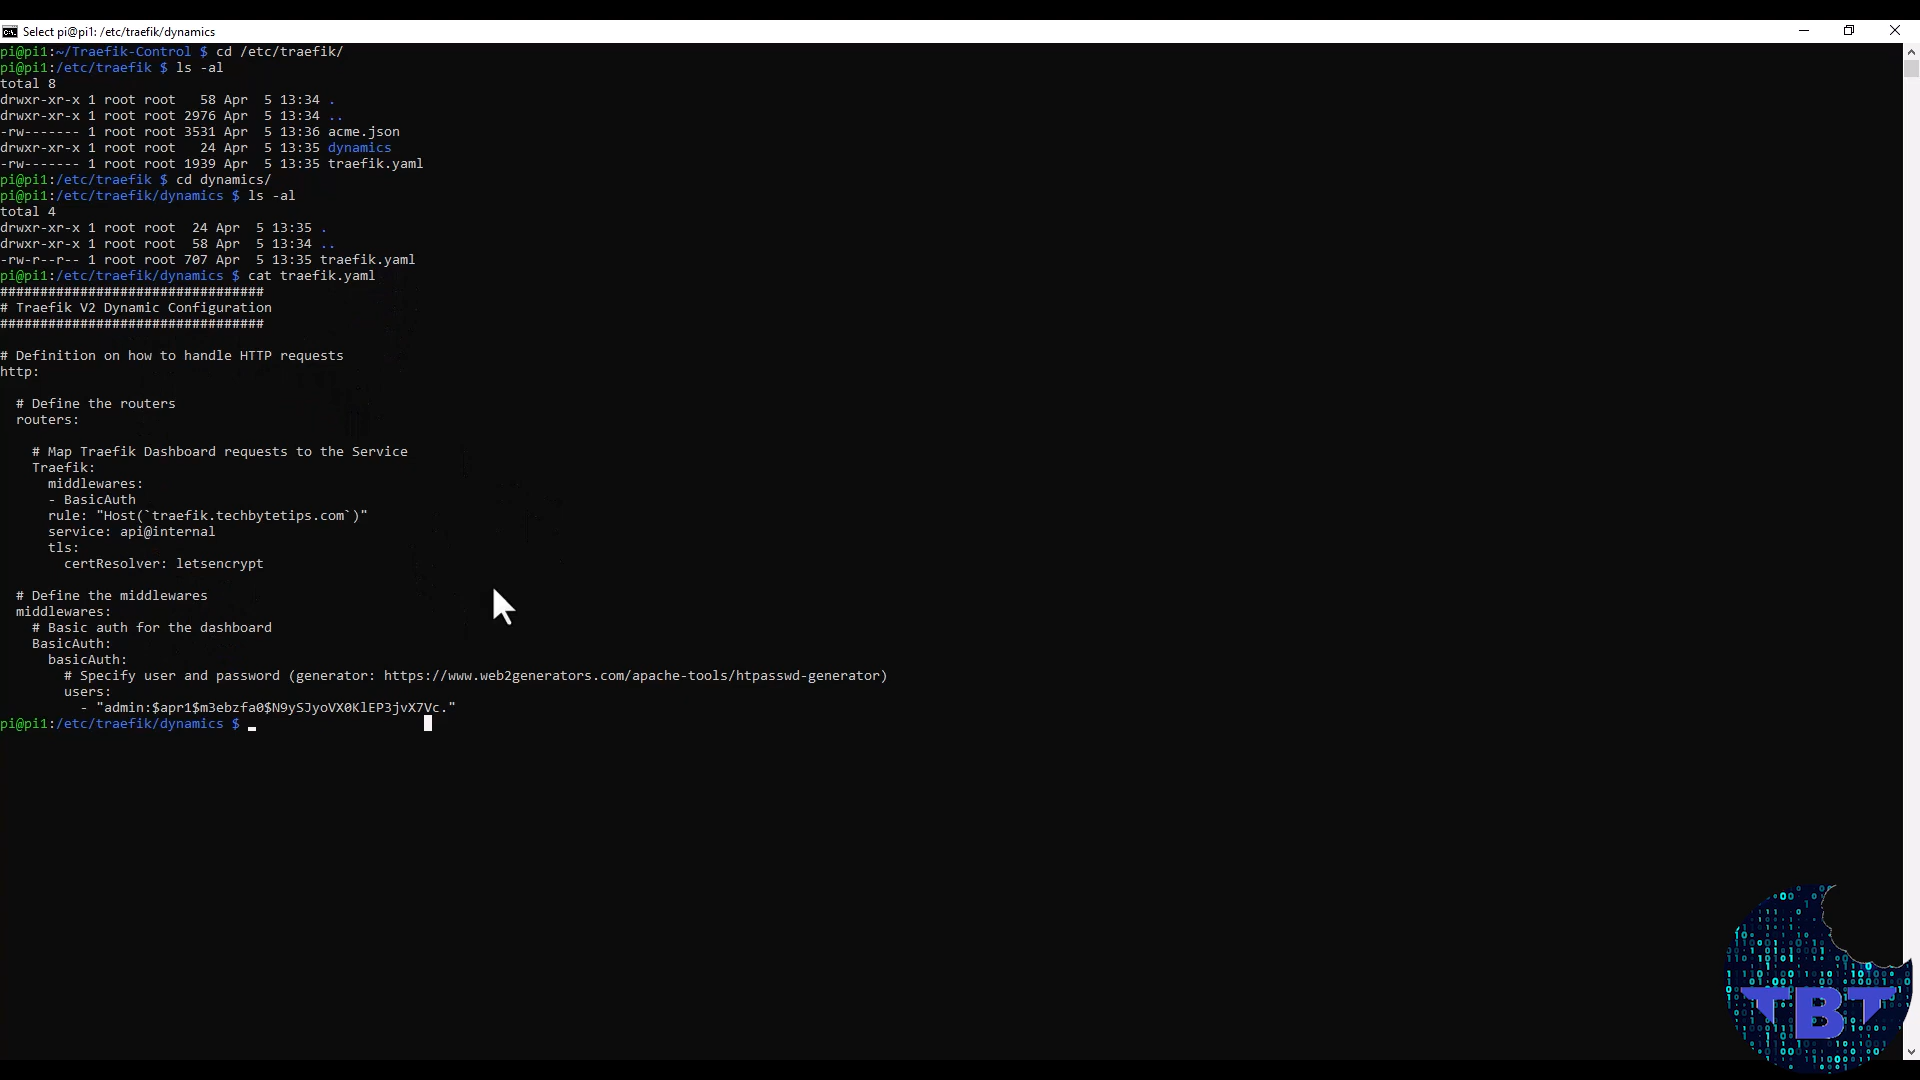 Select pi@pi1: /etc/traefik/dynamics
pi@pi1:~/Traefik-Control $ cd /etc/traefik/
pi@pi1:/etc/traefik $ ls -al
total 8
drwxr-xr-x 1 root root   58 Apr  5 13:34 .
drwxr-xr-x 1 root root 2976 Apr  5 13:34 ..
-rw------- 1 root root 3531 Apr  5 13:36 acme.json
drwxr-xr-x 1 root root   24 Apr  5 13:35 dynamics
-rw------- 1 root root 1939 Apr  5 13:35 traefik.yaml
pi@pi1:/etc/traefik $ cd dynamics/
pi@pi1:/etc/traefik/dynamics $ ls -al
total 4
drwxr-xr-x 1 root root  24 Apr  5 13:35 .
drwxr-xr-x 1 root root  58 Apr  5 13:34 ..
-rw-r--r-- 1 root root 707 Apr  5 13:35 traefik.yaml
pi@pi1:/etc/traefik/dynamics $ cat traefik.yaml
#################################
# Traefik V2 Dynamic Configuration
#################################
# Definition on how to handle HTTP requests
http:
  # Define the routers
  routers:
    # Map Traefik Dashboard requests to the Service
    Traefik:
      middlewares:
      - BasicAuth
      rule: "Host(`traefik.techbytetips.com`)"
      service: api@internal
      tls:
        certResolver: letsencrypt
  # Define the middlewares
  middlewares:
    # Basic auth for the dashboard
    BasicAuth:
      basicAuth:
        # Specify user and password (generator: https://www.web2generators.com/apache-tools/htpasswd-generator)
        users:
          - "admin:$apr1$m3ebzfa0$N9ySJyoVX0KlEP3jvX7Vc."
pi@pi1:/etc/traefik/dynamics $
TBT